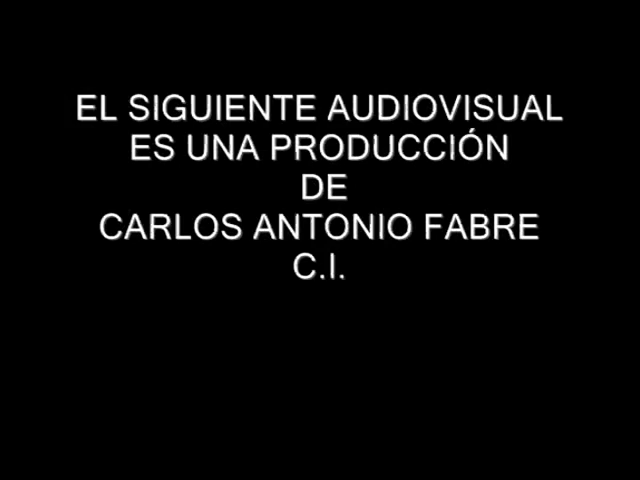 EL SIGUIENTE AUDIOVISUAL
ES UNA PRODUCCIÓN
DE
CARLOS ANTONIO FABRE
C.I.